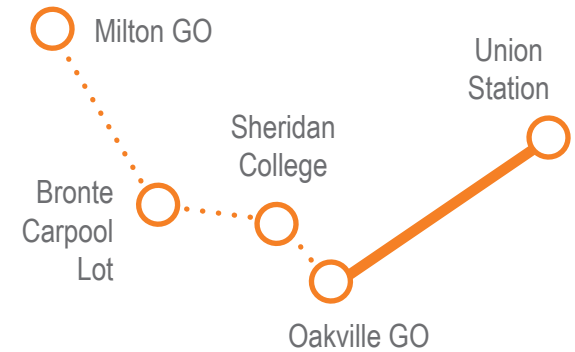 Milton GO
Union
Station
Sheridan
College
Bronte
Carpool
Lot
Oakville GO